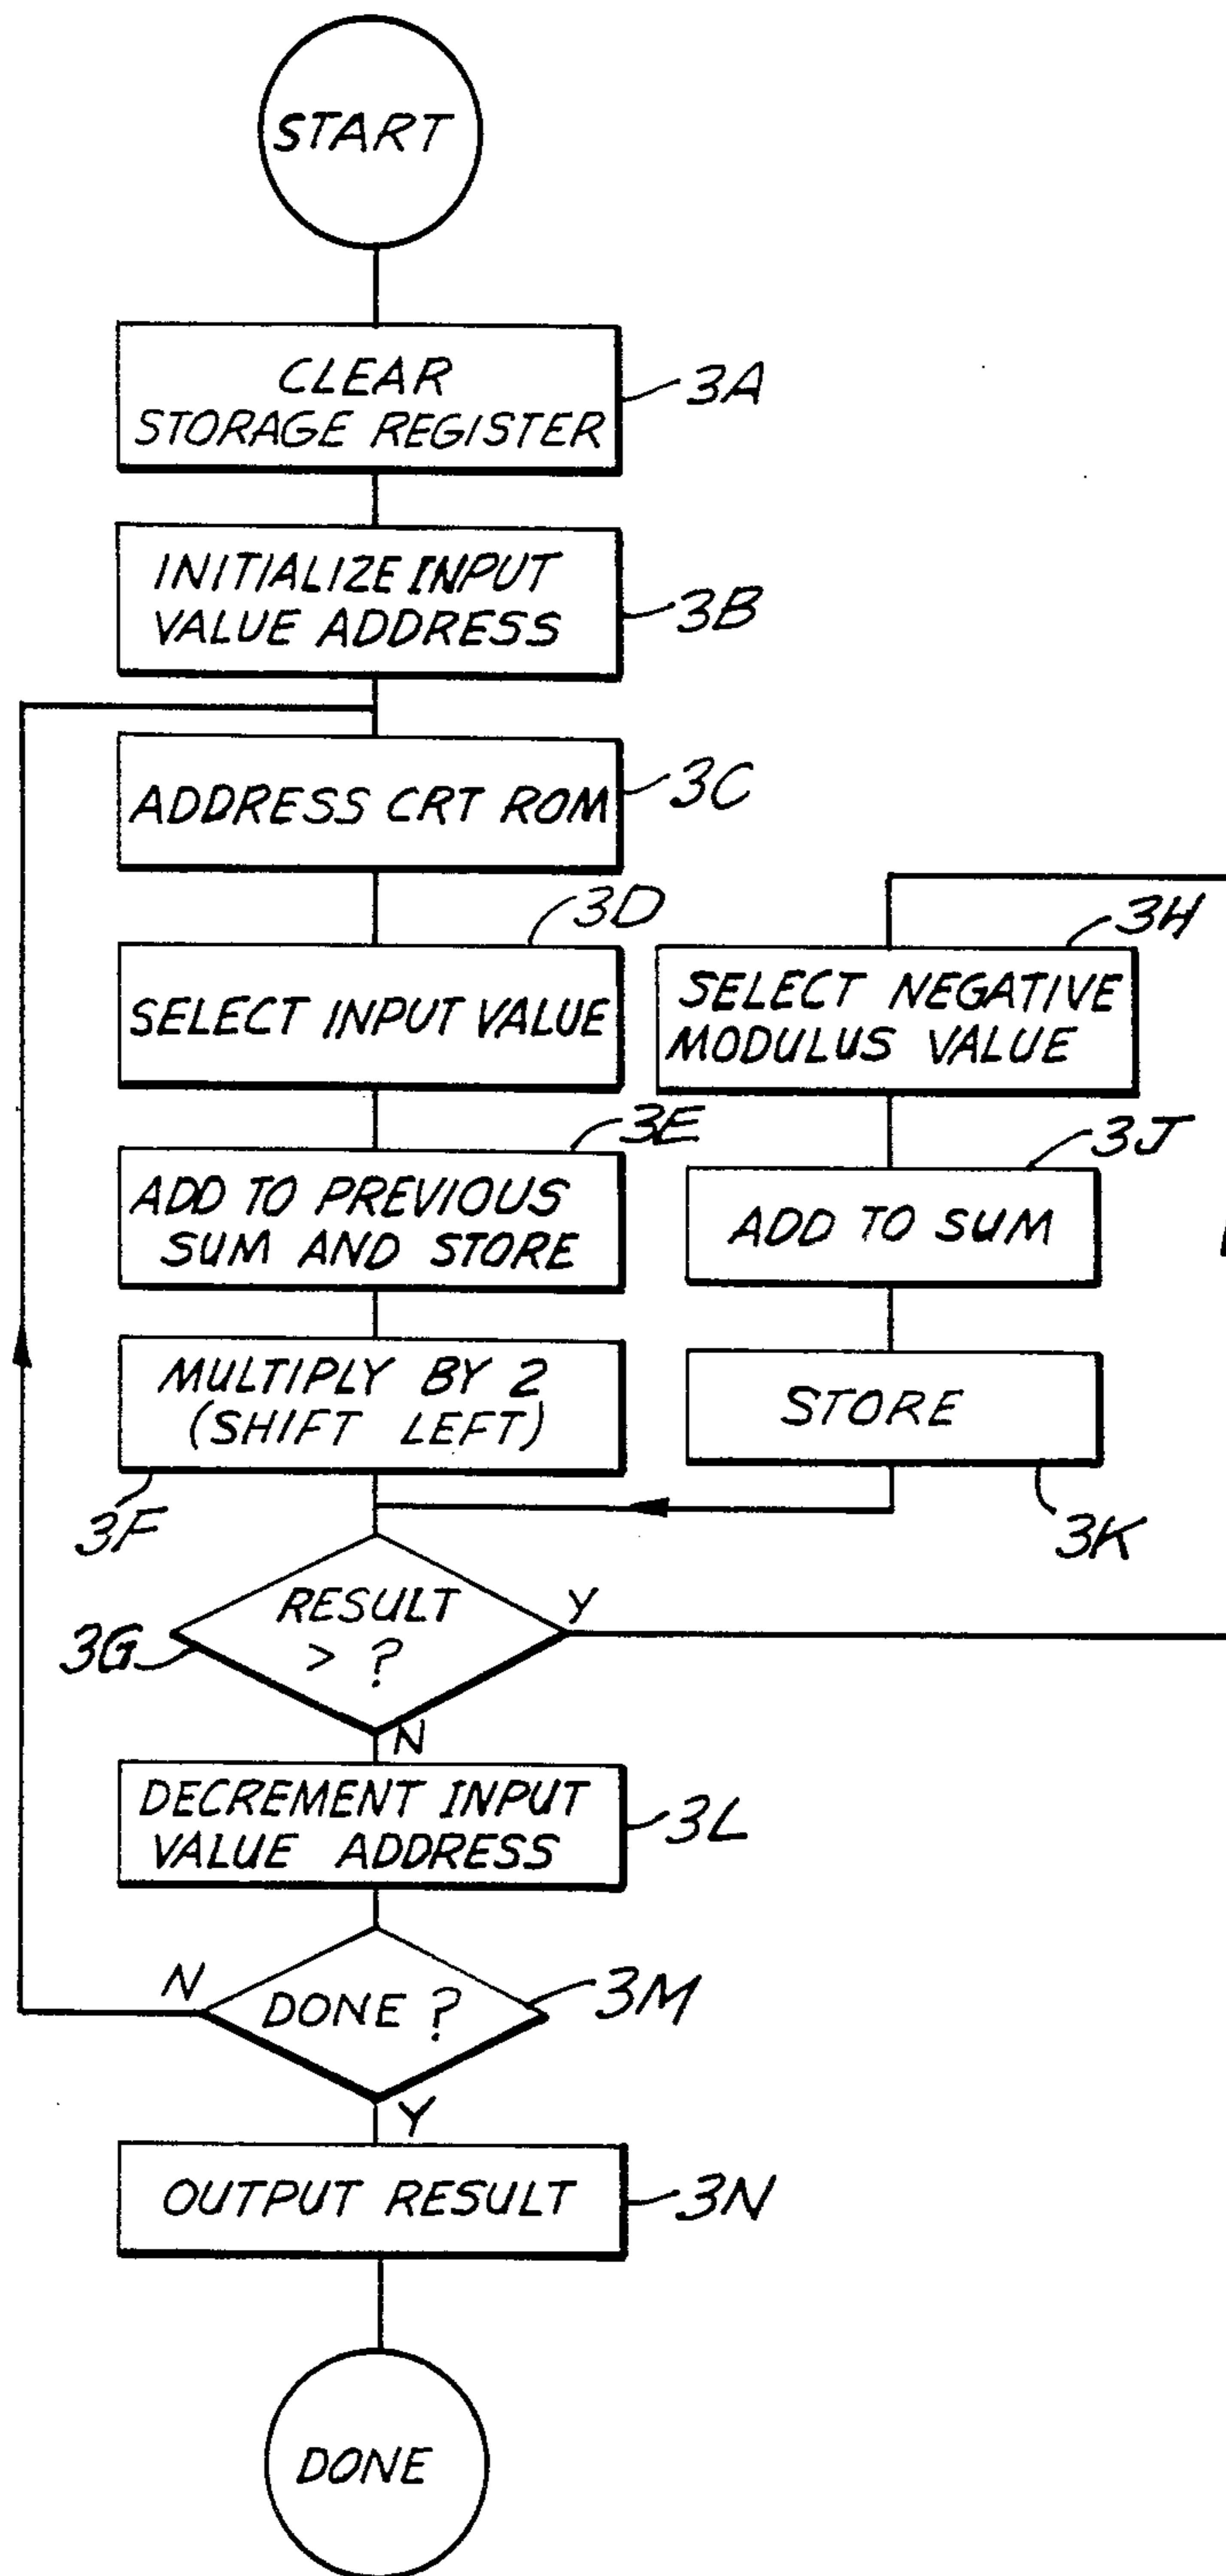 START
CLEAR
STORAGE REGISTER
3A
INITIALIZE INPUT
VALUE ADDRESS
3B
ADDRESS CRT ROM
3C
3D
SELECT INPUT VALUE
3H
SELECT NEGATIVE
MODULUS VALUE
3E
ADD TO PREVIOUS
SUM AND STORE
3J
ADD TO SUM
MULTIPLY BY 2
(SHIFT LEFT)
3F
STORE
3K
RESULT
> ?
3G
Y
N
DECREMENT INPUT
VALUE ADDRESS
3L
N
DONE ?
3M
Y
OUTPUT RESULT
3N
DONE